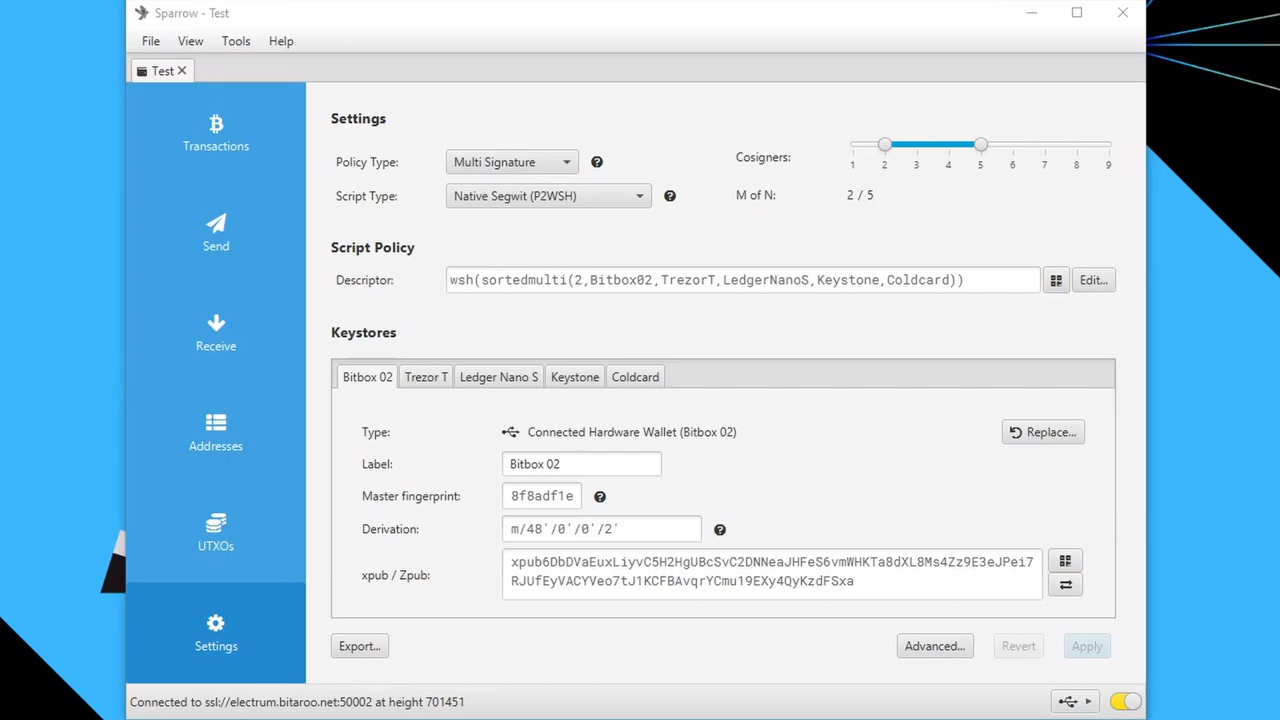 Sparrow - Test
File View Tools Help
Test
Transactions
Send
Receive
Addresses
UTXOs
Settings
Settings
Policy Type: Multi Signature
Cosigners:
1 2 3 4 5 6 7 8 9
Script Type: Native Segwit (P2WSH)
M of N: 2 / 5
Script Policy
Descriptor: wsh(sortedmulti(2,Bitbox02,TrezorT,LedgerNanoS,Keystone,Coldcard)) Edit...
Keystores
Bitbox 02 Trezor T Ledger Nano S Keystone Coldcard
Type: Connected Hardware Wallet (Bitbox 02) Replace...
Label: Bitbox 02
Master fingerprint: 8f8adf1e
Derivation: m/48'/0'/0'/2'
xpub / Zpub:
xpub6DbDVaEuxLiyvC5H2HgUBcSvC2DNNeaJHFeS6vmWHKTa8dXL8Ms4Zz9E3eJPei7
RJUfEyVACYVeo7tJ1KCFBAvqrYCmu19EXy4QyKzdFSxa
Export... Advanced... Revert Apply
Connected to ssl://electrum.bitaroo.net:50002 at height 701451